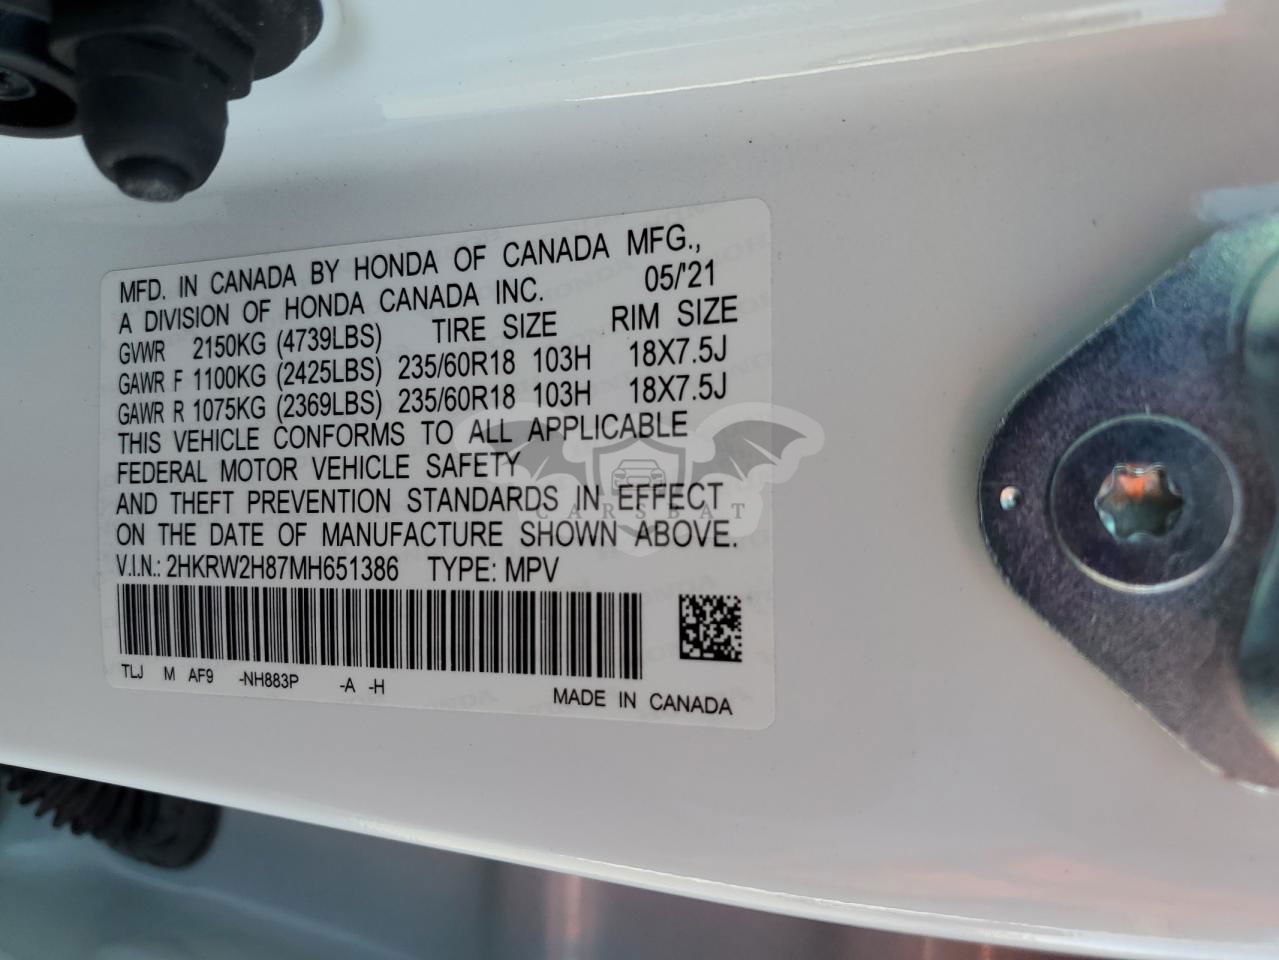 MFD. IN CANADA BY HONDA OF CANADA MFG.,
A DIVISION OF HONDA CANADA INC. 05/'21
GVWR 2150KG (4739LBS) TIRE SIZE RIM SIZE
GAWR F 1100KG (2425LBS) 235/60R18 103H 18X7.5J
GAWR R 1075KG (2369LBS) 235/60R18 103H 18X7.5J
THIS VEHICLE CONFORMS TO ALL APPLICABLE
FEDERAL MOTOR VEHICLE SAFETY
AND THEFT PREVENTION STANDARDS IN EFFECT
ON THE DATE OF MANUFACTURE SHOWN ABOVE.
V.I.N.: 2HKRW2H87MH651386 TYPE: MPV
TLJ M AF9 -NH883P -A -H
MADE IN CANADA
CARSBAT